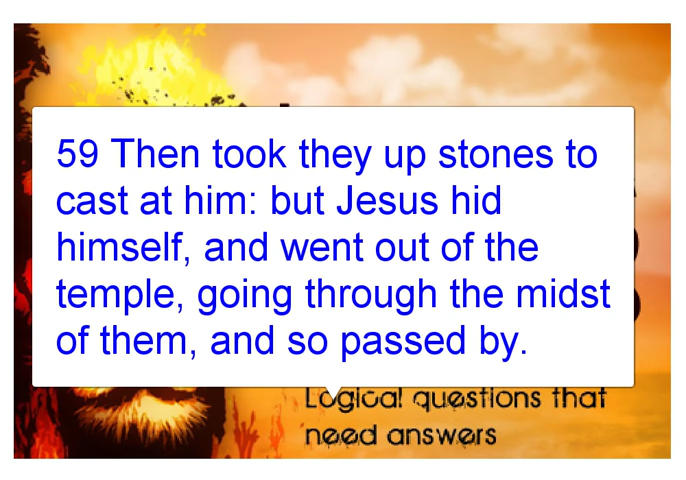 59 Then took they up stones to
cast at him: but Jesus hid
himself, and went out of the
temple, going through the midst
of them, and so passed by.
Logical questions that
need answers